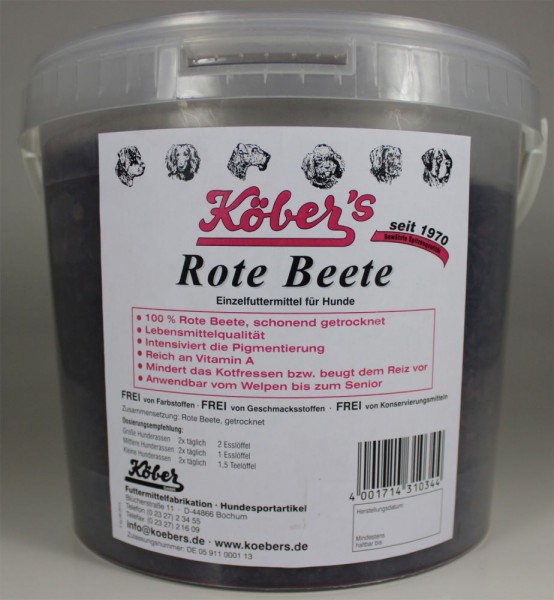 Köber's
seit 1970
Bewährte Spitzenqualität
Rote Beete
Einzelfuttermittel für Hunde
• 100 % Rote Beete, schonend getrocknet
• Lebensmittelqualität
• Intensiviert die Pigmentierung
• Reich an Vitamin A
• Mindert das Kotfressen bzw. beugt dem Reiz vor
• Anwendbar vom Welpen bis zum Senior
FREI von Farbstoffen · FREI von Geschmacksstoffen · FREI von Konservierungsmitteln
Zusammensetzung: Rote Beete, getrocknet
Dosierungsempfehlung:
Große Hunderassen 2x täglich 2 Esslöffel
Mittlere Hunderassen 2x täglich 1 Esslöffel
Kleine Hunderassen 2x täglich 1,5 Teelöffel
Köber
Futtermittelfabrikation · Hundesportartikel
Blücherstraße 11 · D-44866 Bochum
Telefon (0 23 27) 2 34 55
Telefax (0 23 27) 2 16 09
info@koebers.de · www.koebers.de
Zulassungsnummer: DE 05 911 0001 13
4 001714 310344
Herstellungsdatum:
Mindestens
haltbar bis: